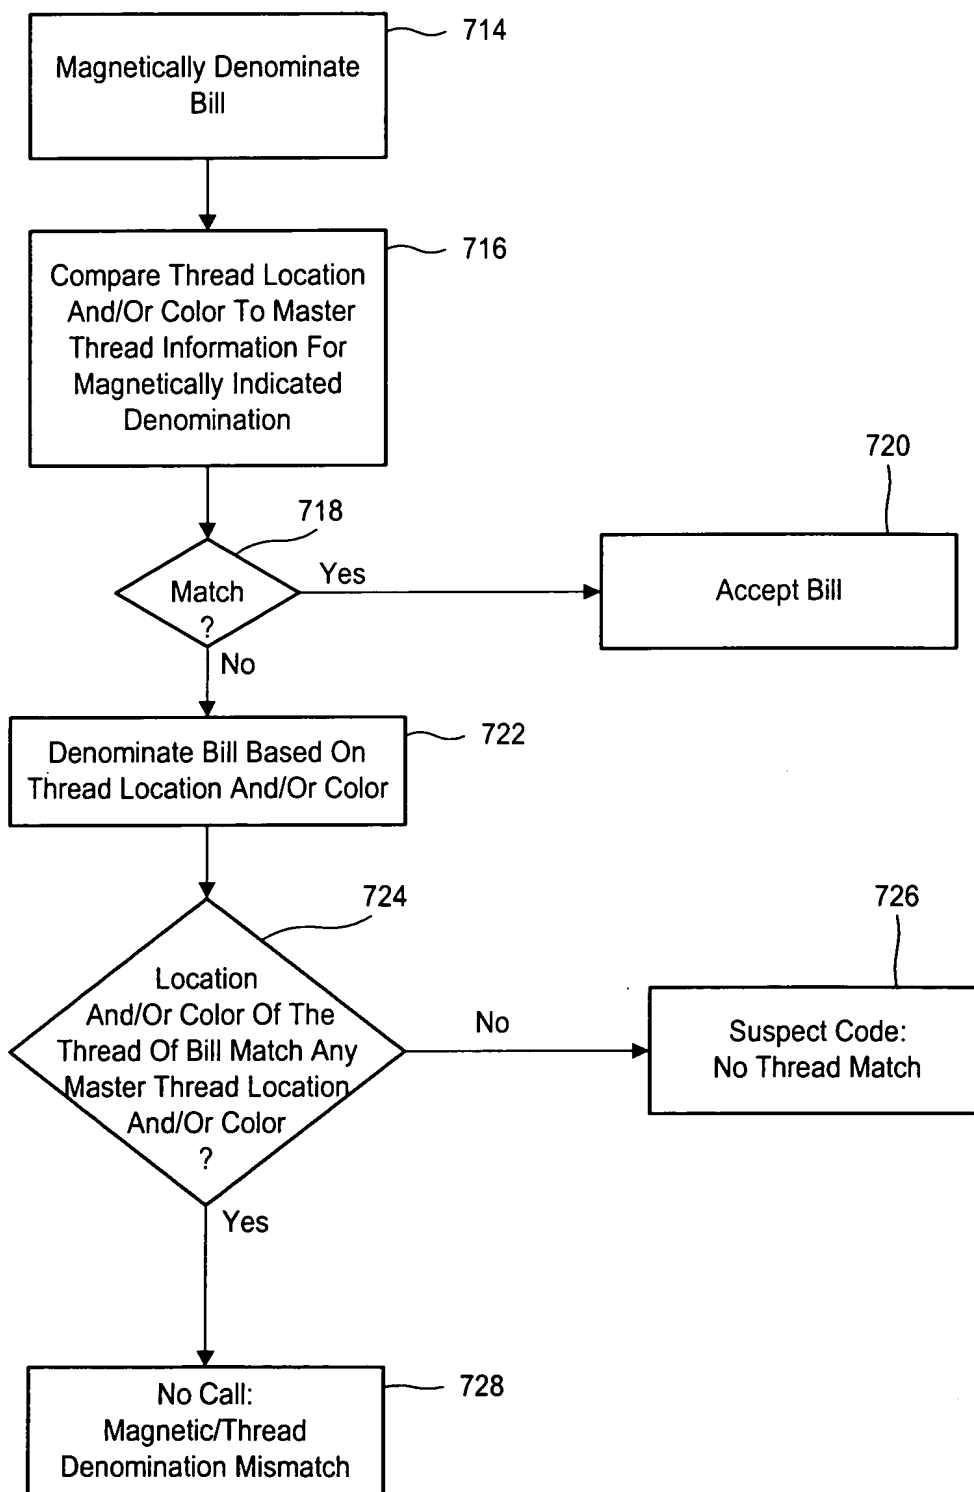 714
Magnetically Denominate
Bill
716
Compare Thread Location
And/Or Color To Master
Thread Information For
Magnetically Indicated
Denomination
718
720
Match
?
Yes
Accept Bill
No
722
Denominate Bill Based On
Thread Location And/Or Color
724
726
Location
And/Or Color Of The
Thread Of Bill Match Any
Master Thread Location
And/Or Color
?
No
Suspect Code:
No Thread Match
Yes
728
No Call:
Magnetic/Thread
Denomination Mismatch